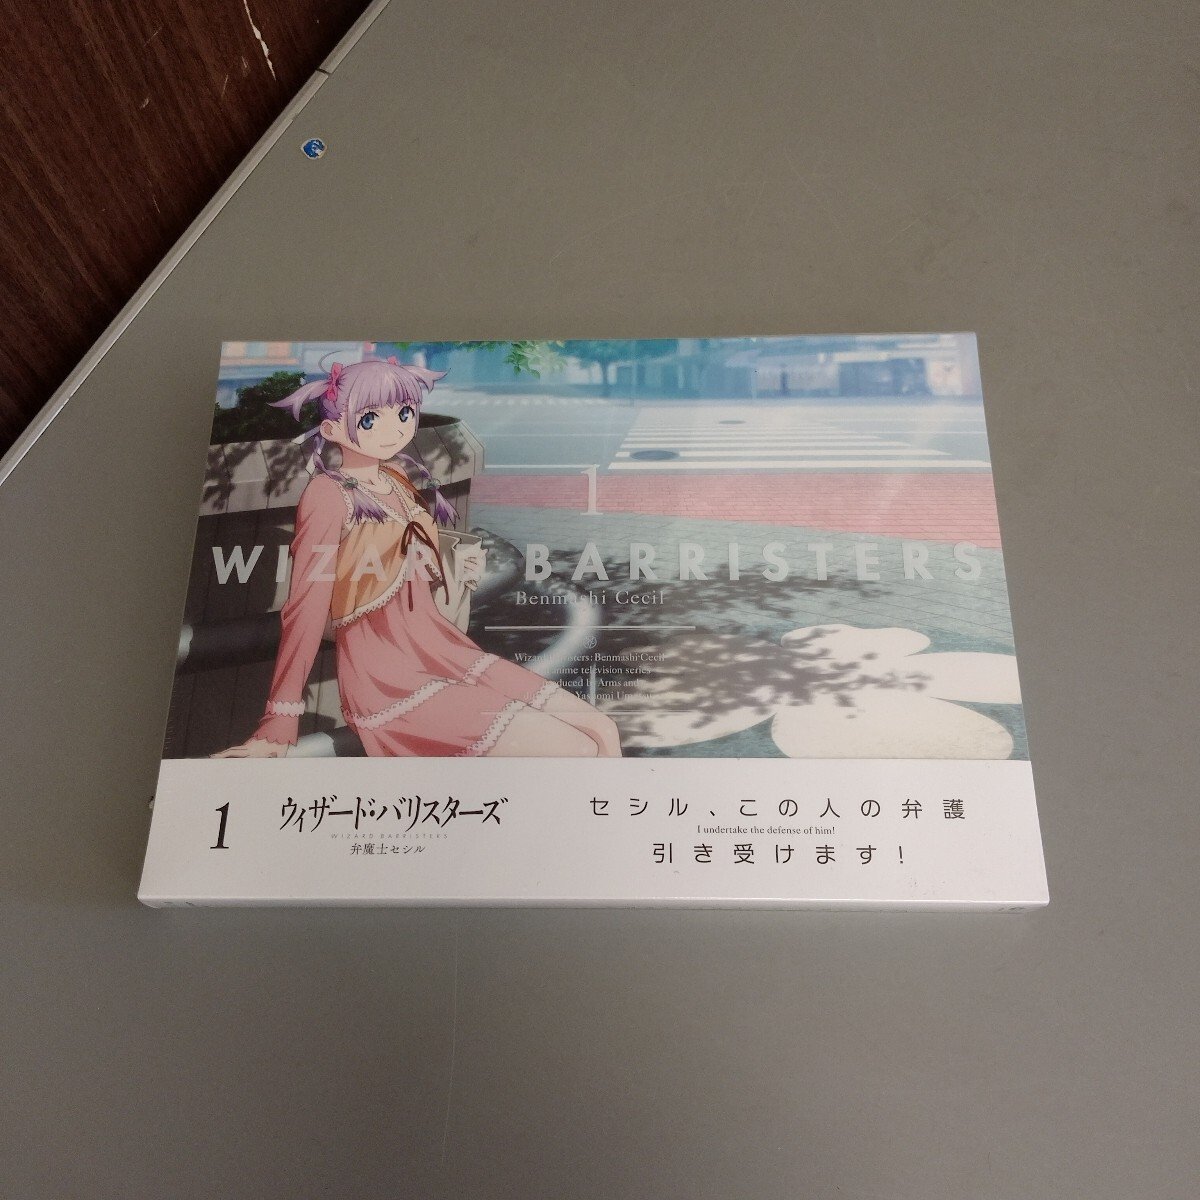 1
WIZARD BARRISTERS
Benmashi Cecil
Wizard Barristers: Benmashi Cecil
anime television series
produced by Arms and
Yasuomi Umetsu
1
ウィザード・バリスターズ
WIZARD BARRISTERS
弁魔士セシル
セシル、この人の弁護
I undertake the defense of him!
引き受けます!